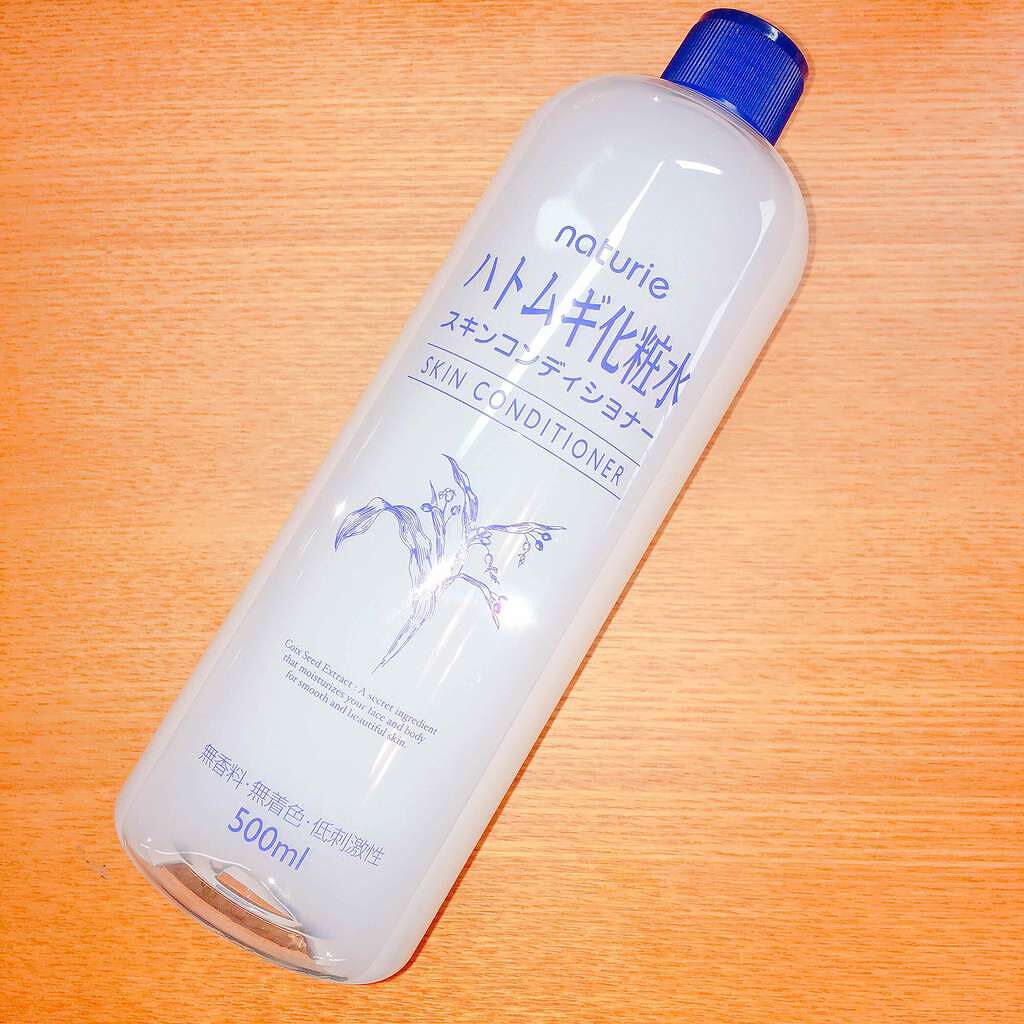 naturie
ハトムギ化粧水
スキンコンディショナー
SKIN CONDITIONER
Coix Seed Extract : A secret ingredient
that moisturizes your face and body
for smooth and beautiful skin.
無香料・無着色・低刺激性
500ml